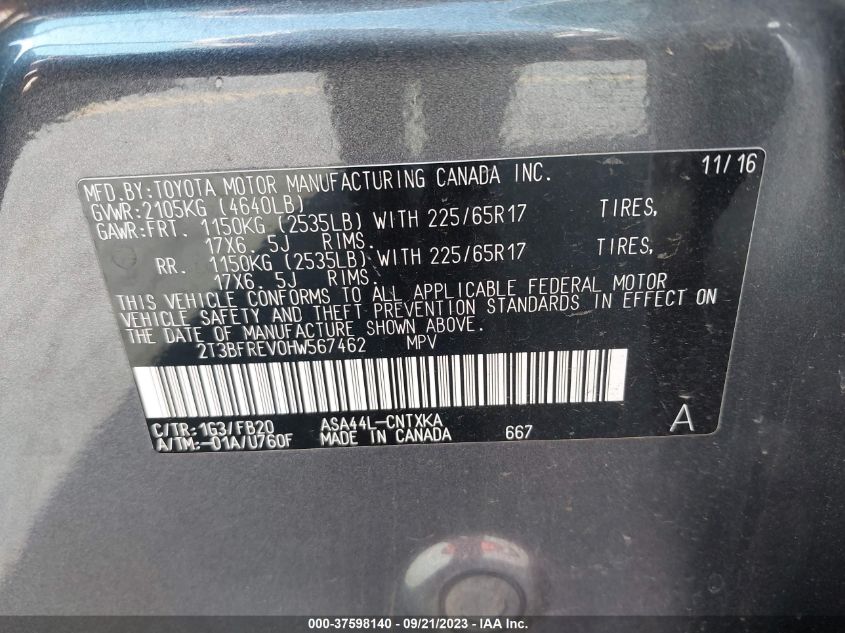 MFD.BY:TOYOTA MOTOR MANUFACTURING CANADA INC. 11/16
GVWR:2105KG (4640LB)
GAWR:FRT. 1150KG (2535LB) WITH 225/65R17 TIRES,
17X6. 5J RIMS.
RR. 1150KG (2535LB) WITH 225/65R17 TIRES,
17X6. 5J RIMS.
THIS VEHICLE CONFORMS TO ALL APPLICABLE FEDERAL MOTOR
VEHICLE SAFETY AND THEFT PREVENTION STANDARDS IN EFFECT ON
THE DATE OF MANUFACTURE SHOWN ABOVE.
2T3BFREV0HW567462 MPV
C/TR:1G3/FB20 ASA44L-CNTXKA A
A/TM:-01A/U760F MADE IN CANADA 667
000-37598140 - 09/21/2023 - IAAI.com